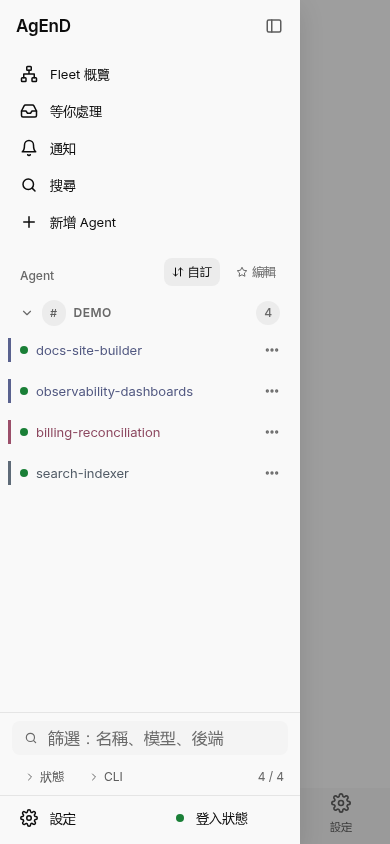 AgEnD
Fleet 概覽
等你處理
通知
搜尋
新增 Agent
Agent 自訂 編輯
# DEMO 4
docs-site-builder
observability-dashboards
billing-reconciliation
search-indexer
篩選：名稱、模型、後端
狀態 CLI 4 / 4
設定 登入狀態
設定